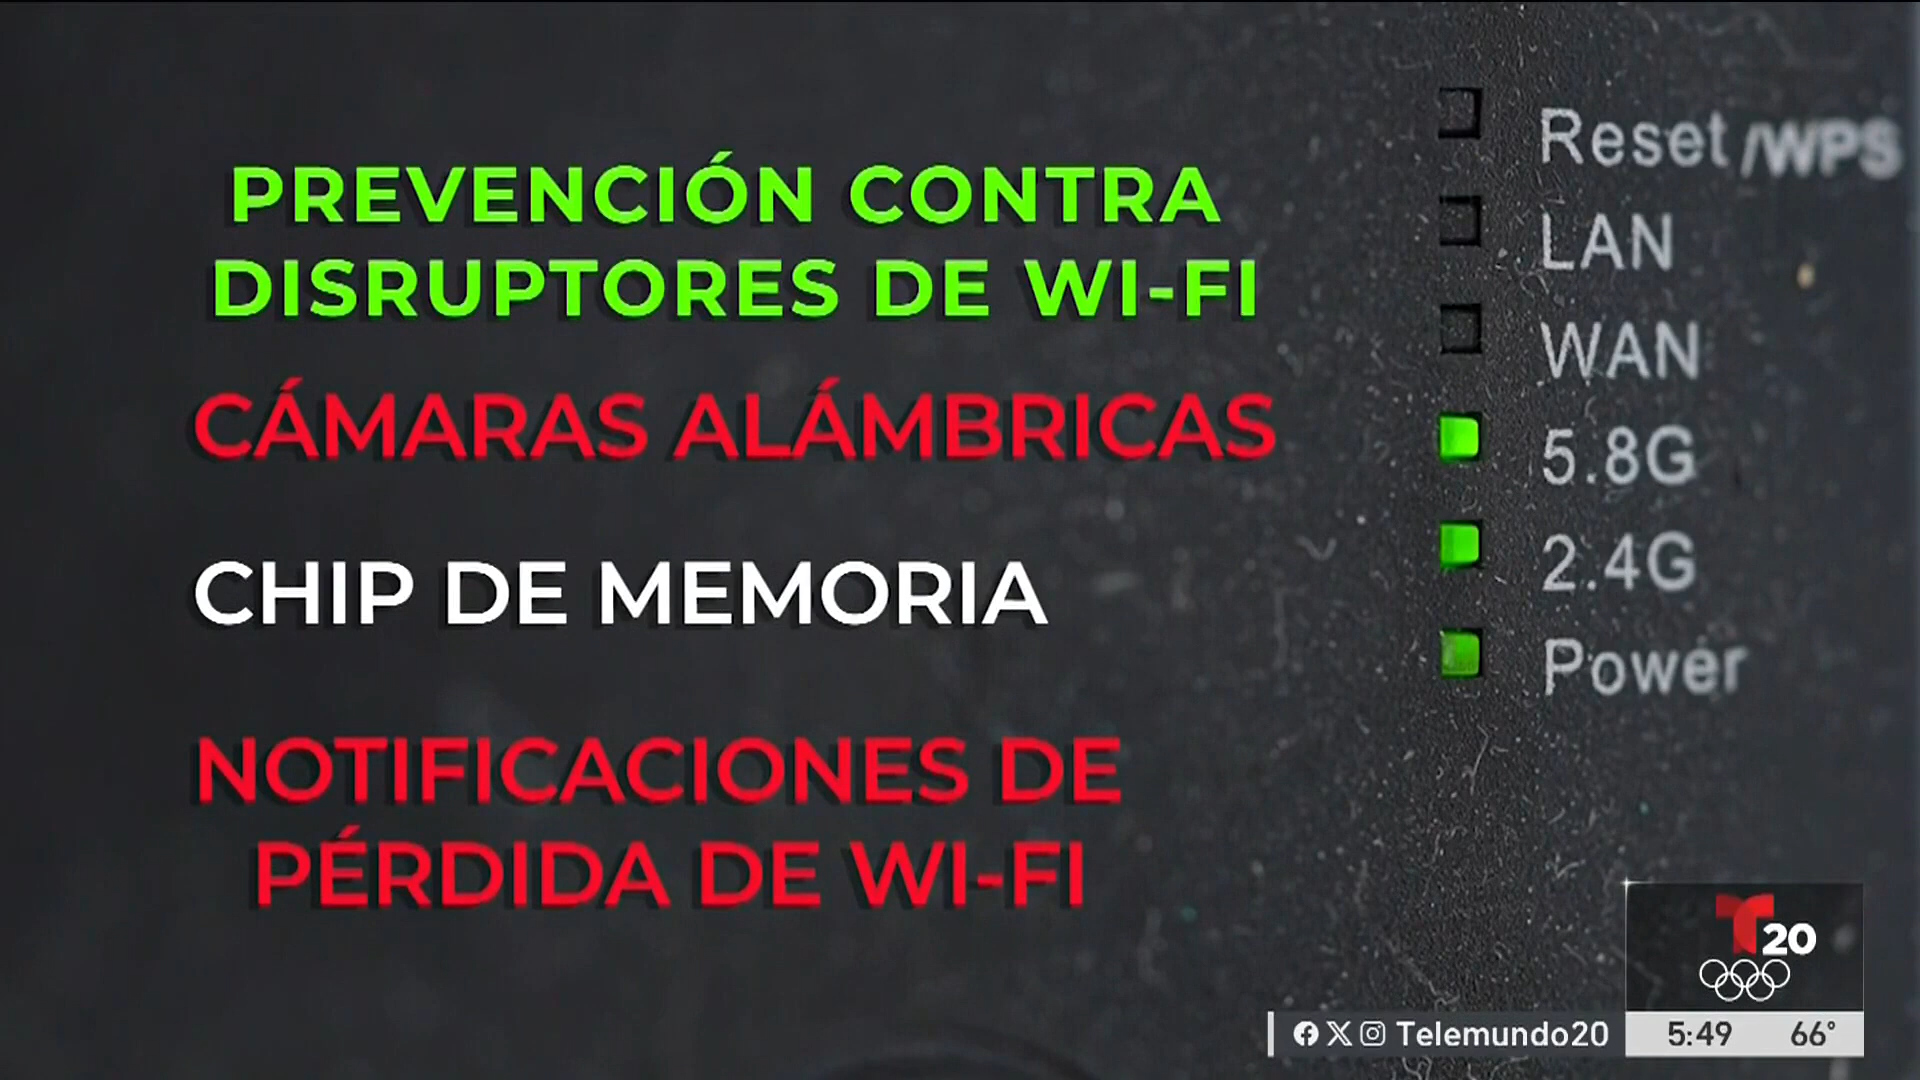 PREVENCIÓN CONTRA
DISRUPTORES DE WI-FI
CÁMARAS ALÁMBRICAS
CHIP DE MEMORIA
NOTIFICACIONES DE
PÉRDIDA DE WI-FI
Reset/WPS
LAN
WAN
5.8G
2.4G
Power
T20
Telemundo20
5:49 66°